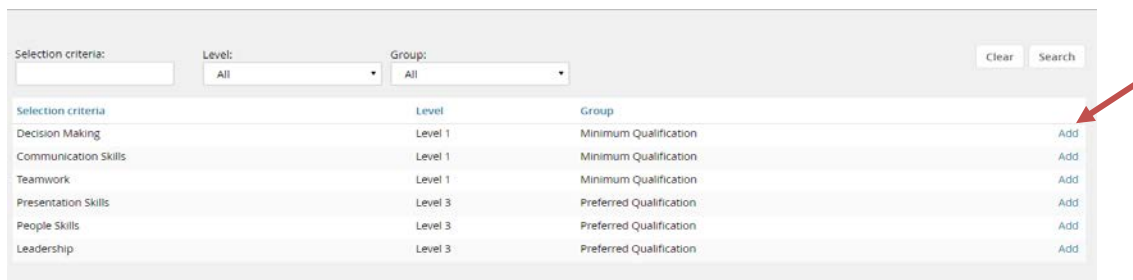 Selection criteria: Level: Group:
All All Clear Search
Selection criteria Level Group
Decision Making Level 1 Minimum Qualification Add
Communication Skills Level 1 Minimum Qualification Add
Teamwork Level 1 Minimum Qualification Add
Presentation Skills Level 3 Preferred Qualification Add
People Skills Level 3 Preferred Qualification Add
Leadership Level 3 Preferred Qualification Add